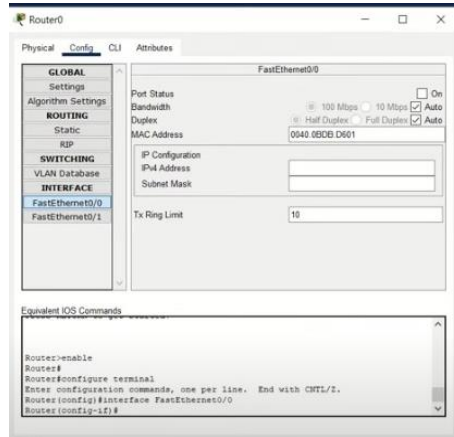 Router0
Physical Config CLI Attributes
GLOBAL
Settings
Algorithm Settings
ROUTING
Static
RIP
SWITCHING
VLAN Database
INTERFACE
FastEthernet0/0
FastEthernet0/1
FastEthernet0/0
Port Status On
Bandwidth 100 Mbps 10 Mbps Auto
Duplex Half Duplex Full Duplex Auto
MAC Address 0040.0BDB.D601
IP Configuration
IPv4 Address
Subnet Mask
Tx Ring Limit 10
Equivalent IOS Commands
Router>enable
Router#
Router#configure terminal
Enter configuration commands, one per line. End with CNTL/Z.
Router(config)#interface FastEthernet0/0
Router(config-if)#